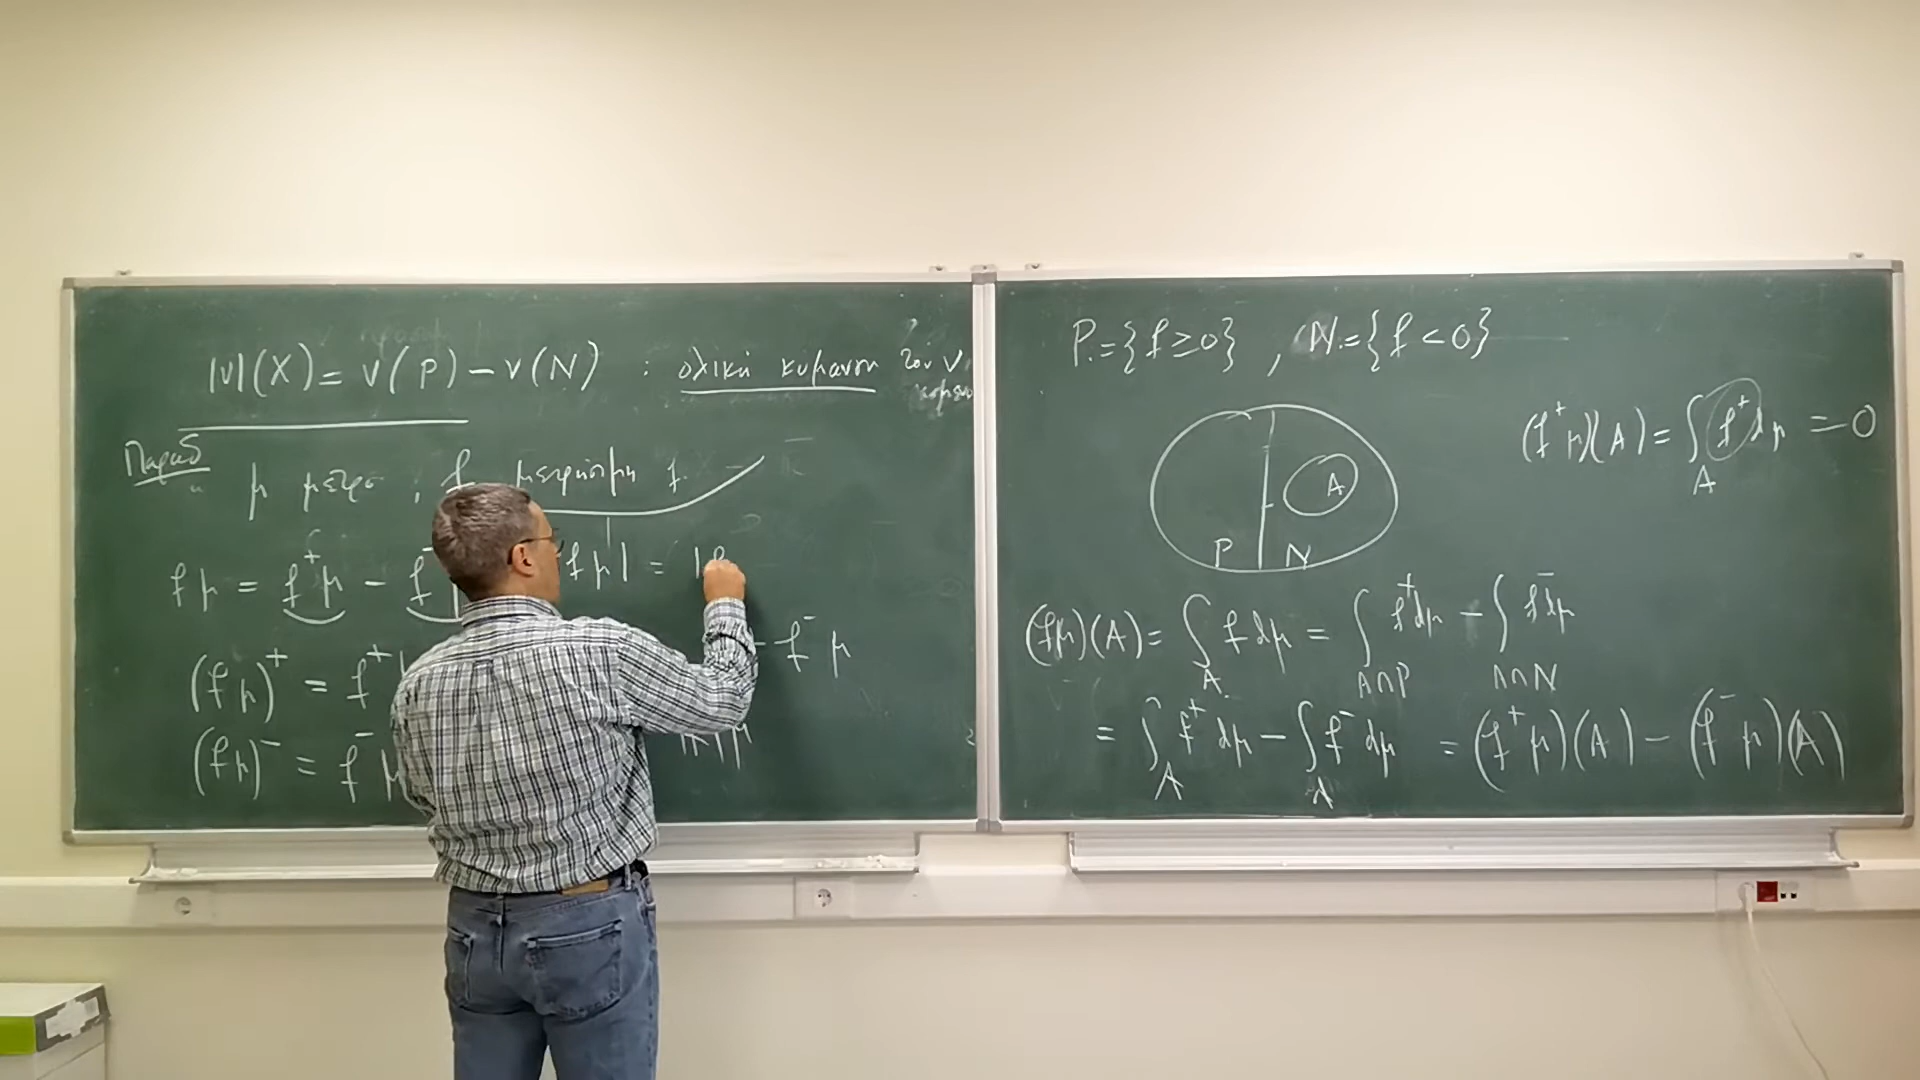 |ν|(X) = ν(P) − ν(N) : ολική κύμανση του ν
Παραδ
μ μέτρο , f μετρήσιμη
fμ = f⁺μ − f⁻ fμ| = |f
(fμ)⁺ = f⁺ − f⁻ μ
(fμ)⁻ = f⁻μ |f|μ
P = {f ≥ 0} , N = {f < 0}
(f⁺μ)(A) = ∫_A f⁺dμ = 0
A
P N
(fμ)(A) = ∫_A f dμ = ∫_{A∩P} f⁺dμ − ∫_{A∩N} f⁻dμ
= ∫_A f⁺dμ − ∫_A f⁻dμ = (f⁺μ)(A) − (f⁻μ)(A)